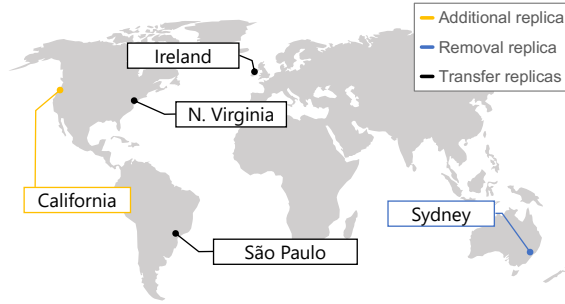 Additional replica
Removal replica
Transfer replicas
Ireland
N. Virginia
California
Sydney
São Paulo